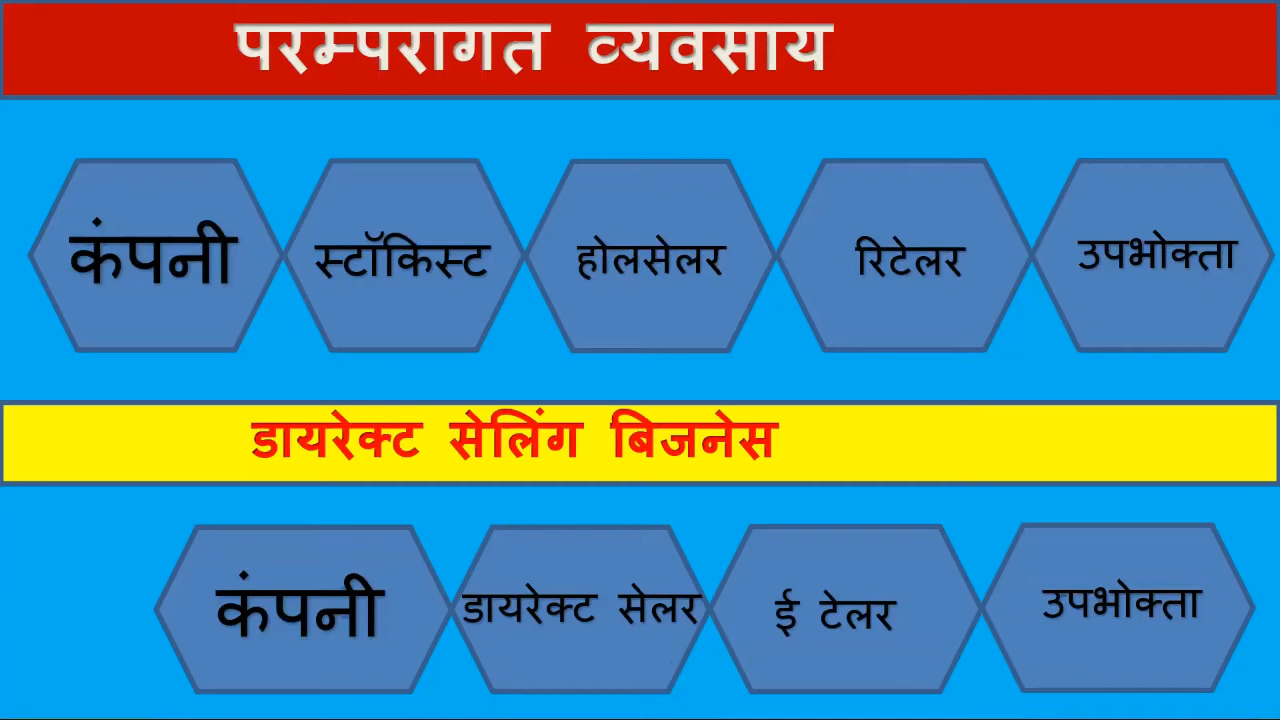 परम्परागत व्यवसाय
कंपनी स्टॉकिस्ट होलसेलर रिटेलर उपभोक्ता
डायरेक्ट सेलिंग बिजनेस
कंपनी डायरेक्ट सेलर ई टेलर उपभोक्ता